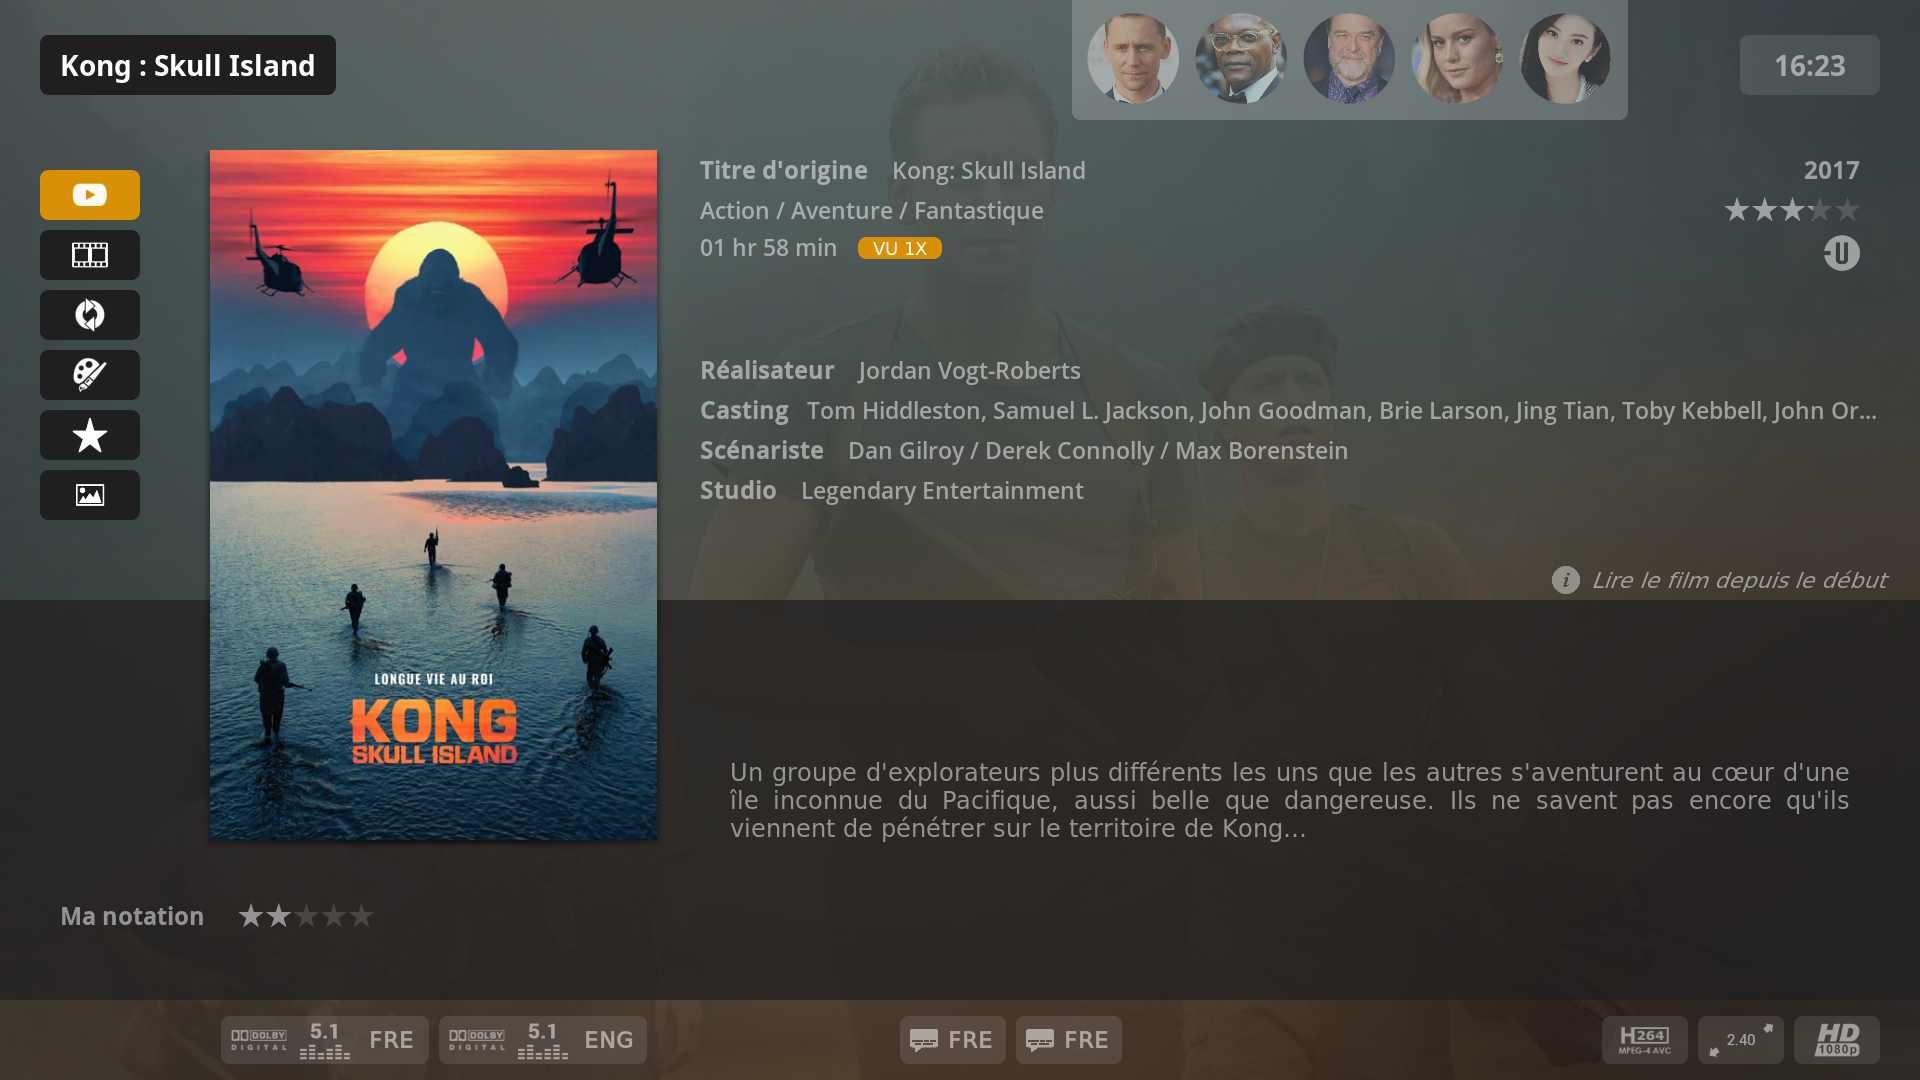 Kong : Skull Island
16:23
Titre d'origine Kong: Skull Island
2017
Action / Aventure / Fantastique
01 hr 58 min VU 1X
U
Réalisateur Jordan Vogt-Roberts
Casting Tom Hiddleston, Samuel L. Jackson, John Goodman, Brie Larson, Jing Tian, Toby Kebbell, John Or...
Scénariste Dan Gilroy / Derek Connolly / Max Borenstein
Studio Legendary Entertainment
i Lire le film depuis le début
LONGUE VIE AU ROI
KONG
SKULL ISLAND
Un groupe d'explorateurs plus différents les uns que les autres s'aventurent au cœur d'une
île inconnue du Pacifique, aussi belle que dangereuse. Ils ne savent pas encore qu'ils
viennent de pénétrer sur le territoire de Kong...
Ma notation
DOLBY DIGITAL 5.1 FRE
DOLBY DIGITAL 5.1 ENG
FRE
FRE
H264
MPEG-4 AVC
2.40
HD
1080p